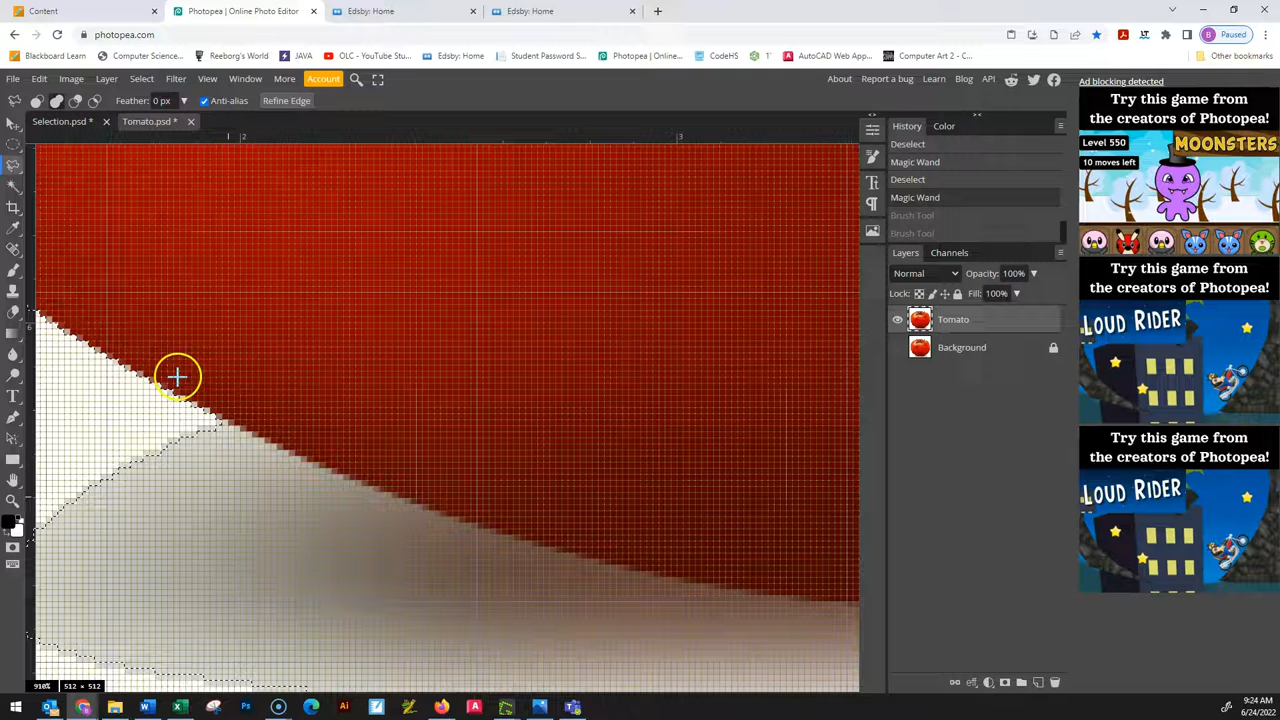 Content
Photopea | Online Photo Editor
Edsby: Home
Edsby: Home
photopea.com
B Paused
Blackboard Learn
Computer Science...
Reeborg's World
JAVA
OLC - YouTube Stu...
Edsby: Home
Student Password S...
Photopea | Online...
CodeHS
Computer Art 2 - C...
AutoCAD Web App...
Other bookmarks
File Edit Image Layer Select Filter View Window More Account
About Report a bug Learn Blog API
Ad blocking detected
Feather: 0 px Anti-alias Refine Edge
Selection.psd *
Tomato.psd *
2
3
6
History Color
Deselect
Magic Wand
Deselect
Magic Wand
Brush Tool
Brush Tool
Layers Channels
Normal Opacity: 100%
Lock: Fill: 100%
Tomato
Background
Try this game from
the creators of Photopea!
Level 550
MOONSTERS
10 moves left
Try this game from
the creators of Photopea!
LOUD RIDER
Try this game from
the creators of Photopea!
LOUD RIDER
910% 512 × 512
9:24 AM
6/24/2022